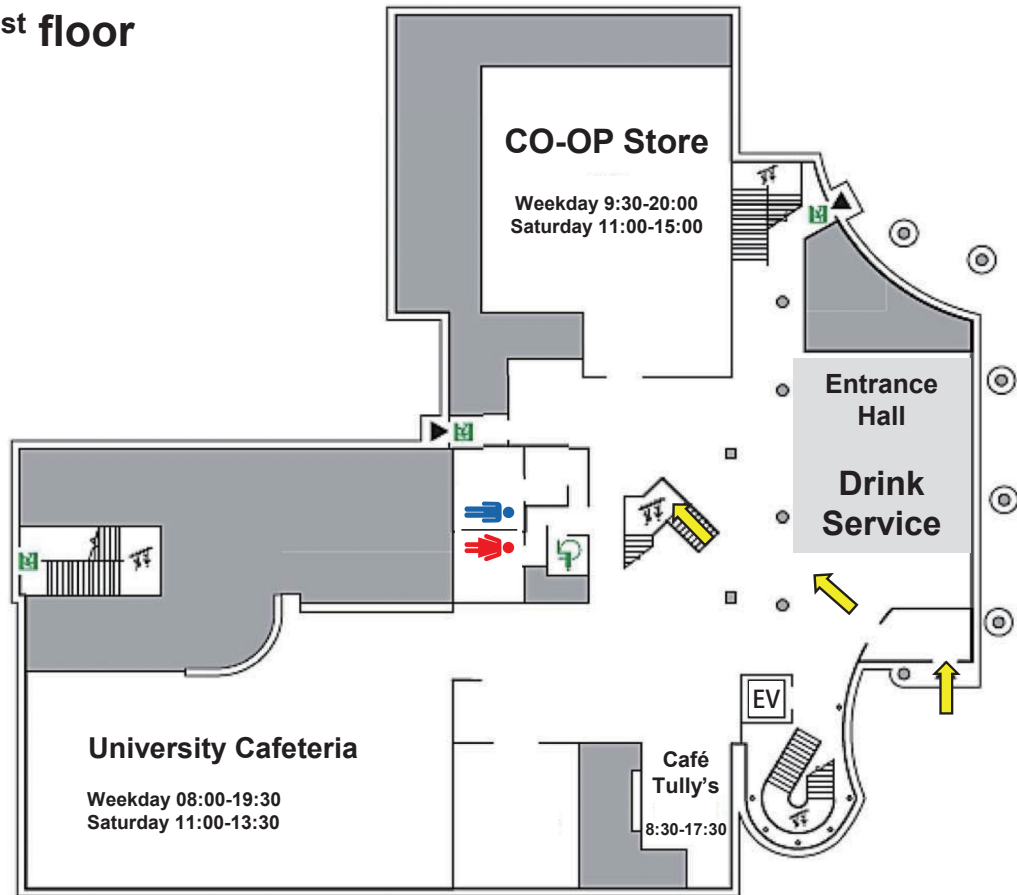 st floor
CO-OP Store
Weekday 9:30-20:00
Saturday 11:00-15:00
Entrance
Hall
Drink
Service
EV
University Cafeteria
Weekday 08:00-19:30
Saturday 11:00-13:30
Café
Tully's
8:30-17:30